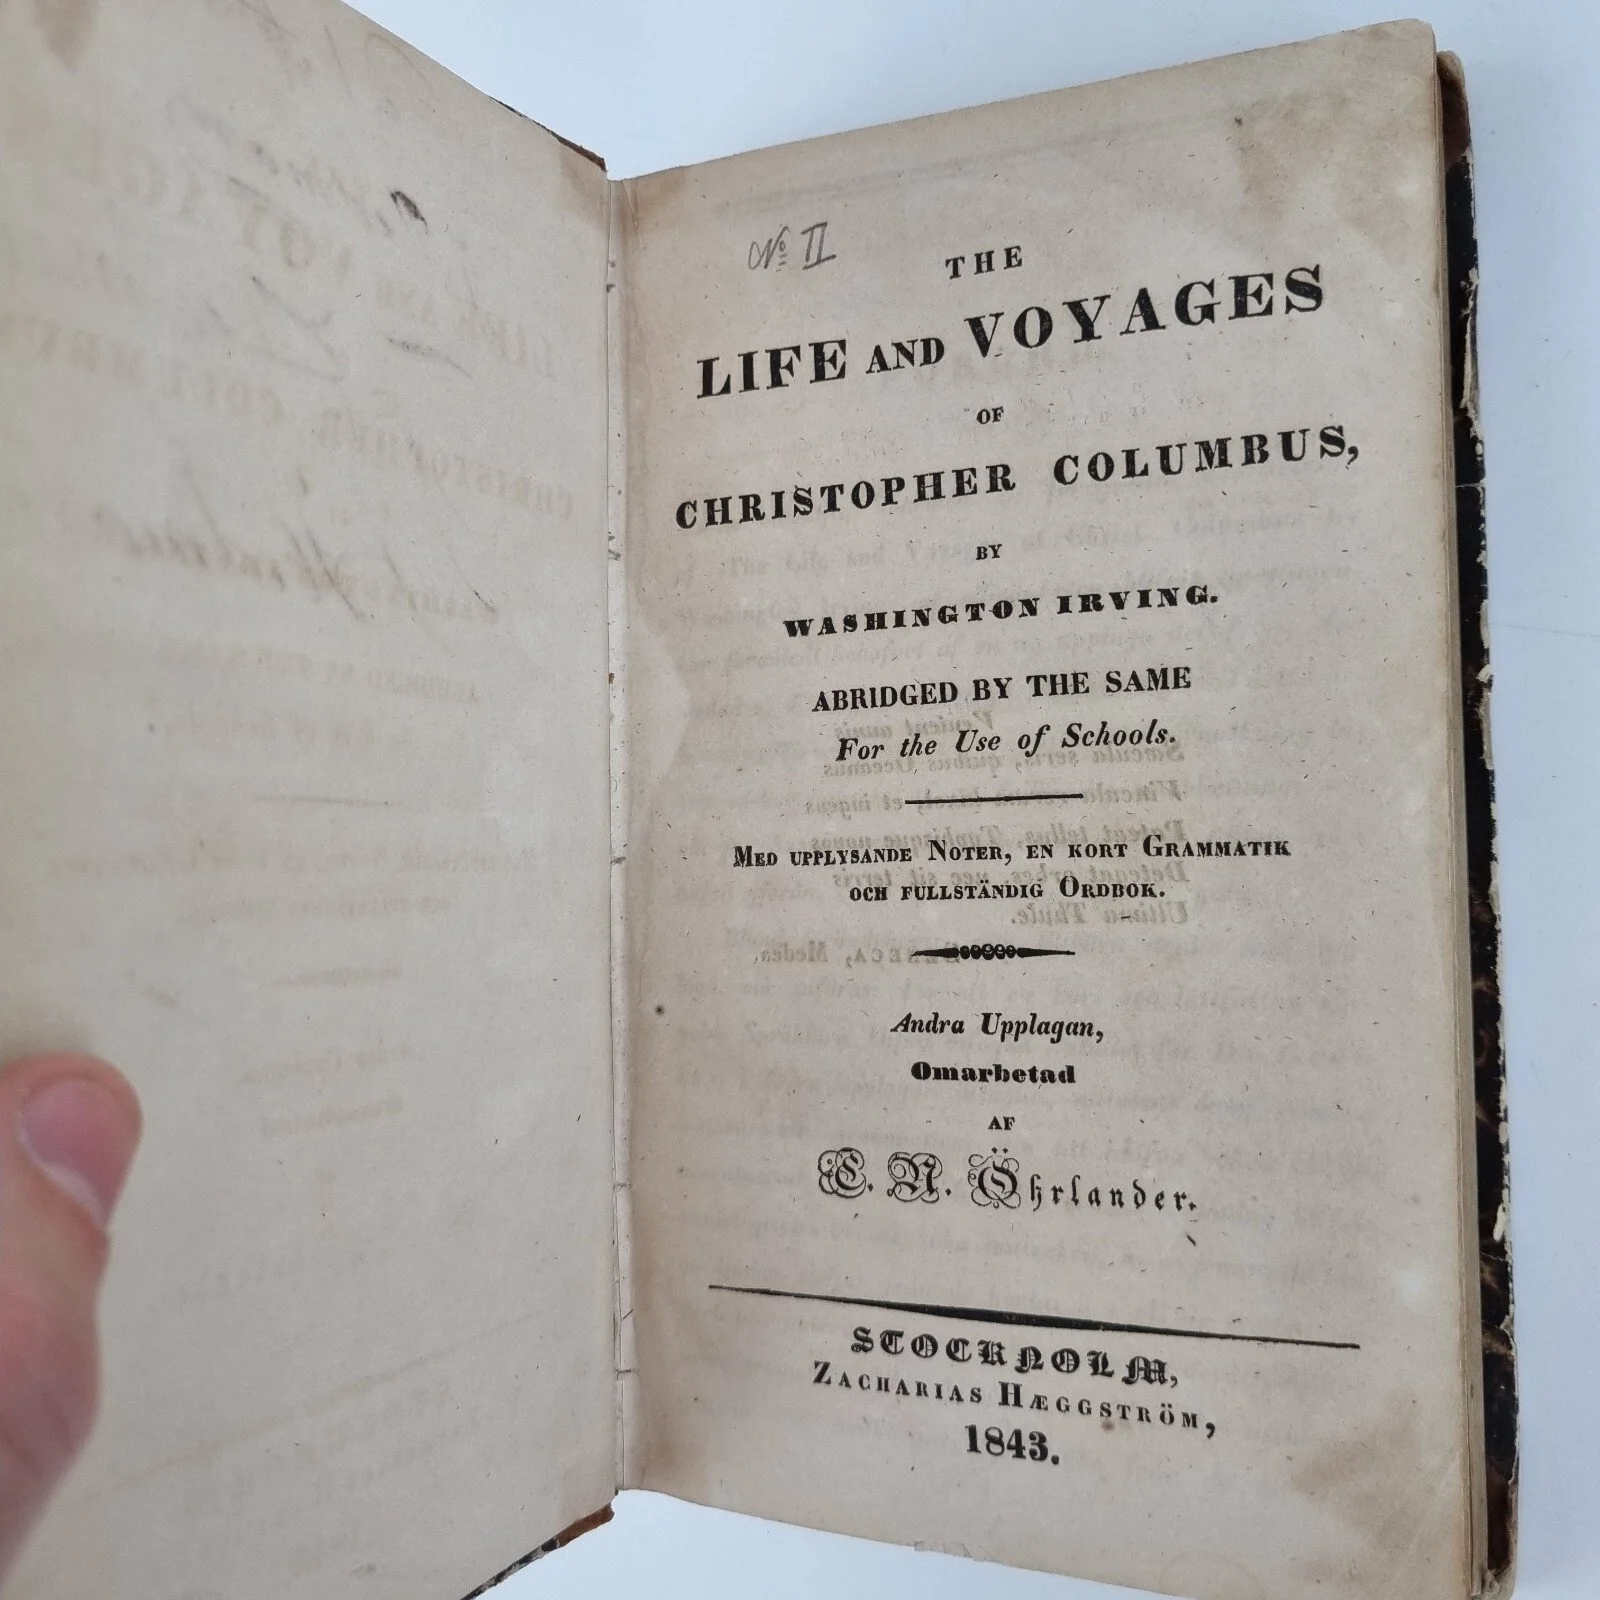 № II
THE
LIFE AND VOYAGES
OF
CHRISTOPHER COLUMBUS,
BY
WASHINGTON IRVING.
ABRIDGED BY THE SAME
For the Use of Schools.
MED UPPLYSANDE NOTER, EN KORT GRAMMATIK
OCH FULLSTÄNDIG ORDBOK.
Andra Upplagan,
Omarbetad
AF
C. N. Öhrlander.
STOCKHOLM,
ZACHARIAS HÆGGSTRÖM,
1843.